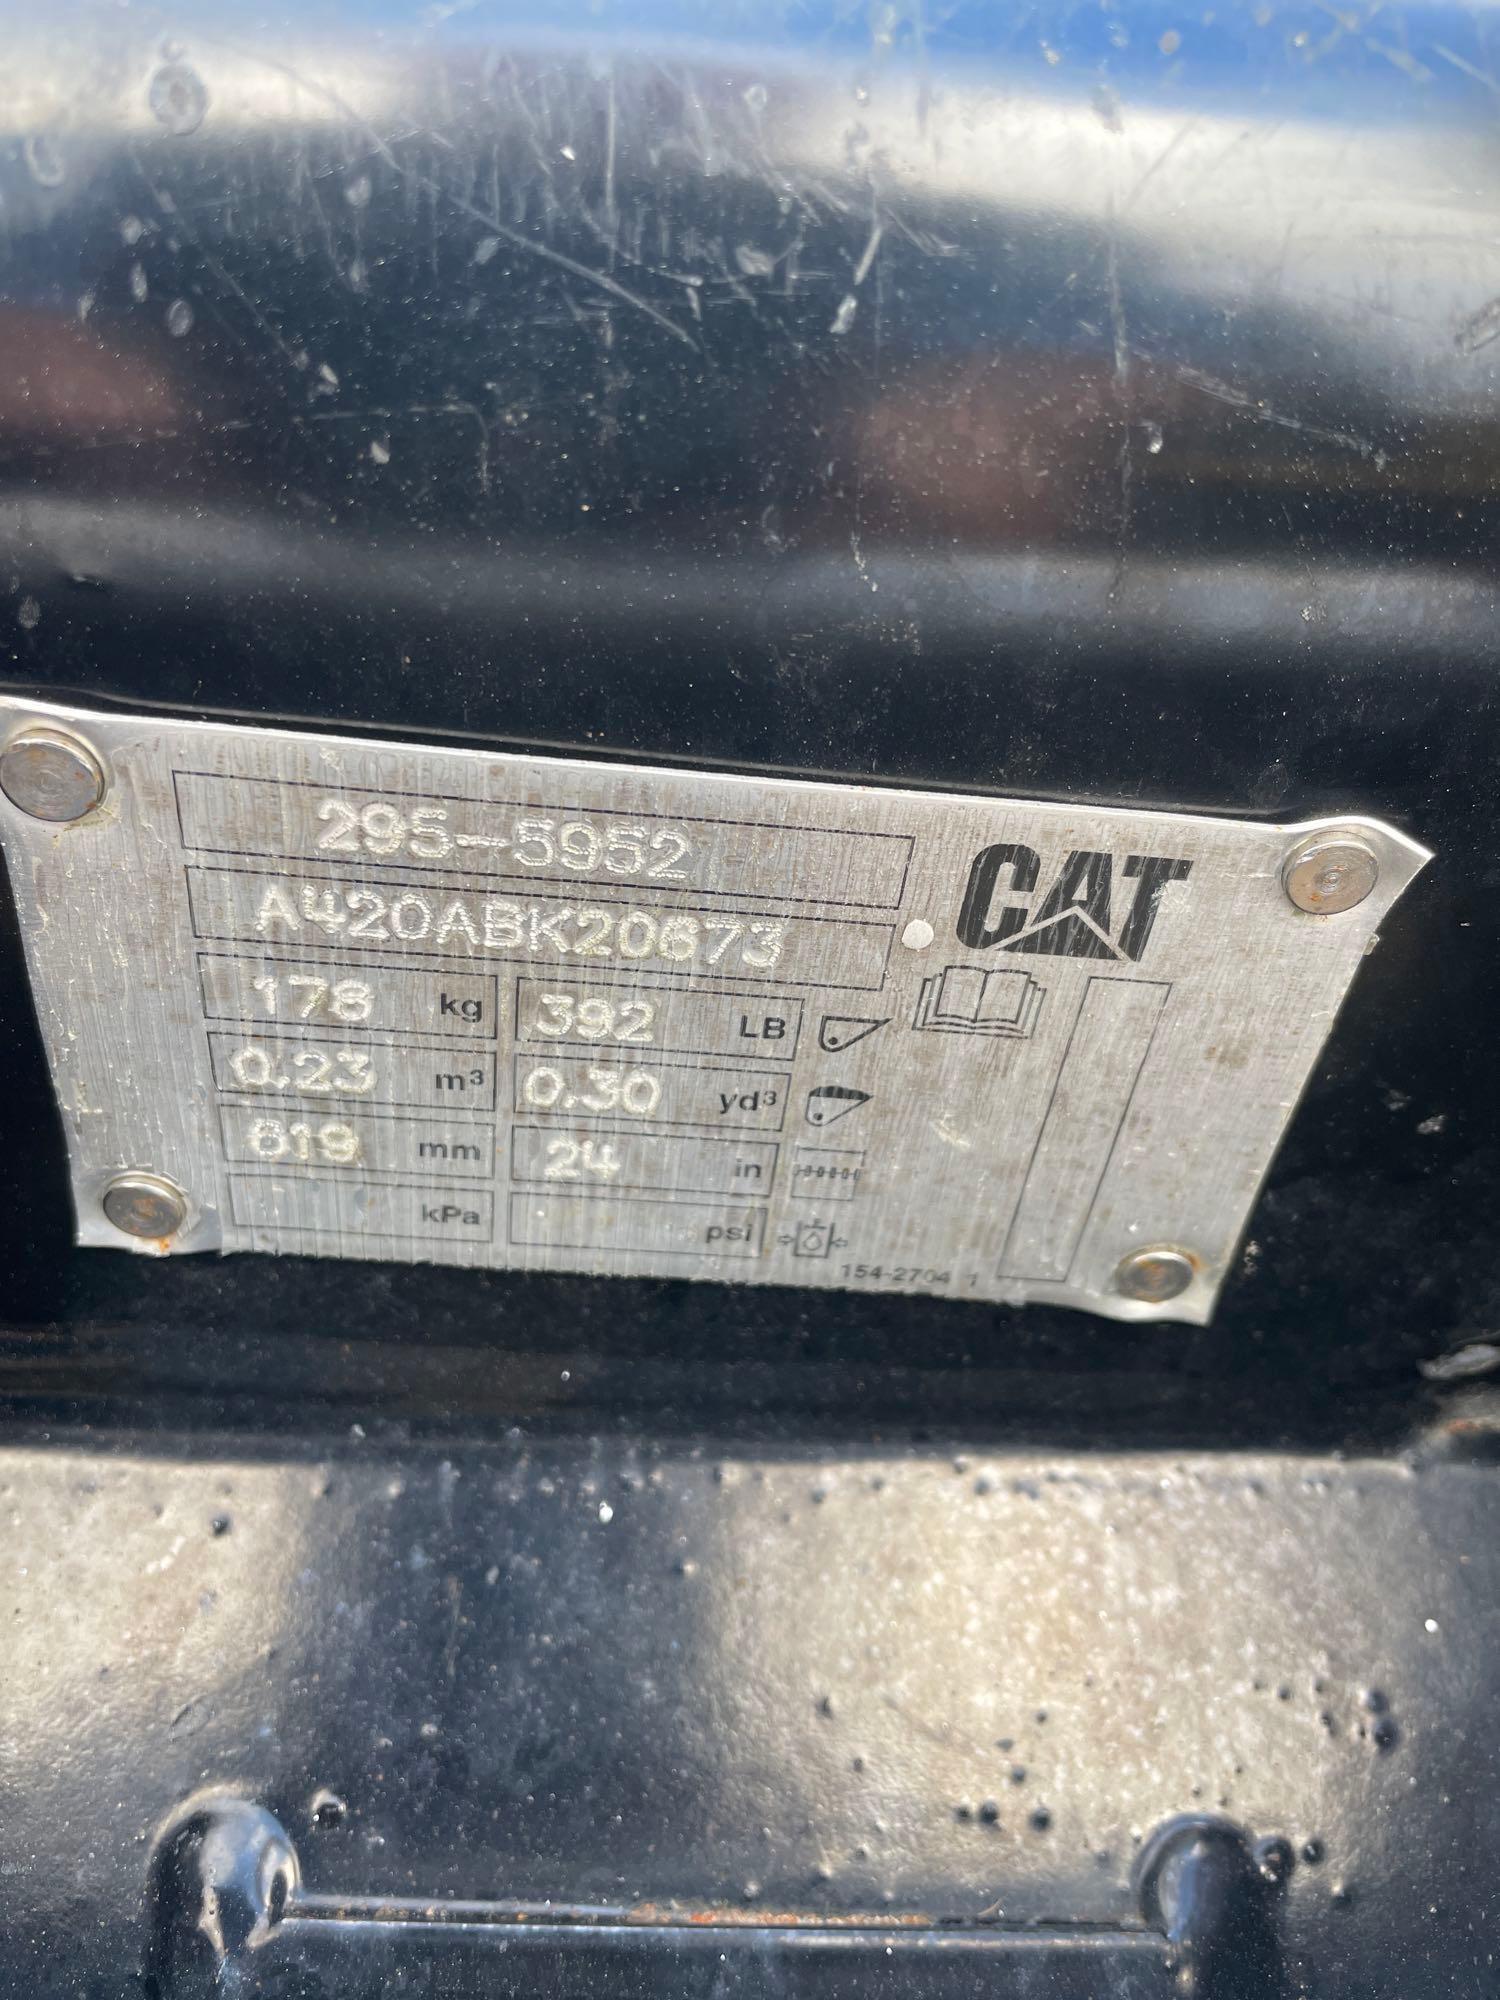 295-5952
CAT
A420ABK20673
178 kg 392 LB
0.23 m³ 0.30 yd³
619 mm 24 in
kPa psi
154-2704 1